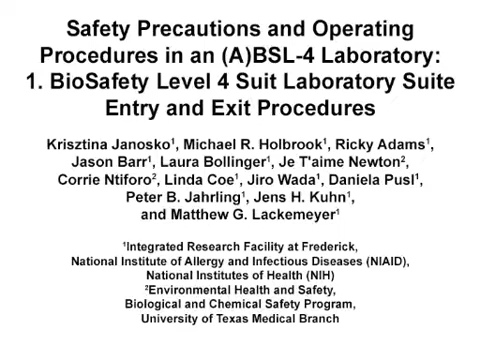 Safety Precautions and Operating
Procedures in an (A)BSL-4 Laboratory:
1. BioSafety Level 4 Suit Laboratory Suite
Entry and Exit Procedures
Krisztina Janosko¹, Michael R. Holbrook¹, Ricky Adams¹,
Jason Barr¹, Laura Bollinger¹, Je T'aime Newton²,
Corrie Ntiforo², Linda Coe¹, Jiro Wada¹, Daniela Pusl¹,
Peter B. Jahrling¹, Jens H. Kuhn¹,
and Matthew G. Lackemeyer¹
¹Integrated Research Facility at Frederick,
National Institute of Allergy and Infectious Diseases (NIAID),
National Institutes of Health (NIH)
²Environmental Health and Safety,
Biological and Chemical Safety Program,
University of Texas Medical Branch